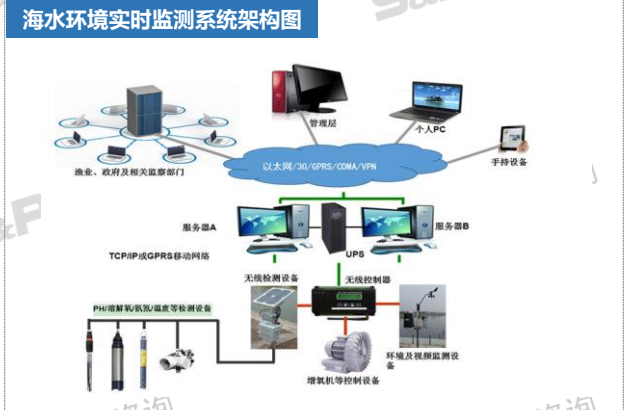 海水环境实时监测系统架构图
管理层
个人PC
渔业、政府及相关监察部门
以太网/3G/GPRS/CDMA/VPN
手持设备
服务器A
服务器B
UPS
TCP/IP或GPRS移动网络
无线检测设备
无线控制器
PH/溶解氧/氨氮/温度等检测设备
环境及视频监测设
备
增氧机等控制设备